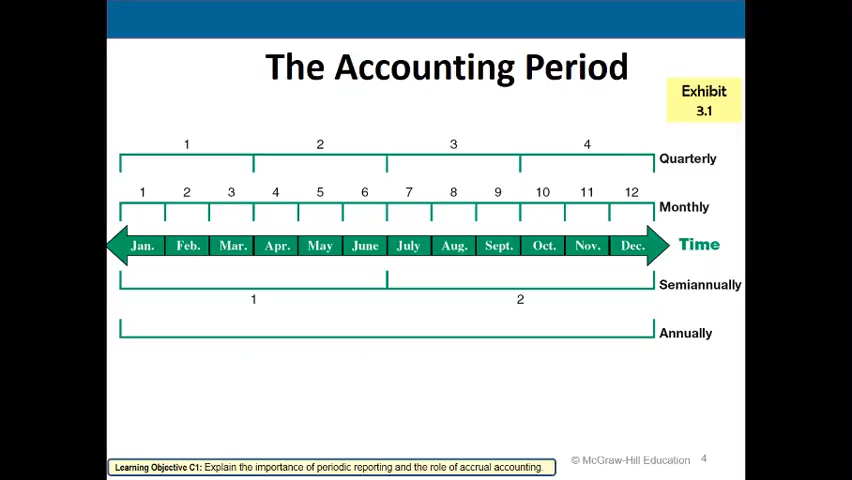 The Accounting Period
Exhibit
3.1
1 2 3 4
Quarterly
1 2 3 4 5 6 7 8 9 10 11 12
Monthly
Jan. Feb. Mar. Apr. May June July Aug. Sept. Oct. Nov. Dec. Time
Semiannually
1 2
Annually
Learning Objective C1: Explain the importance of periodic reporting and the role of accrual accounting.
© McGraw-Hill Education 4